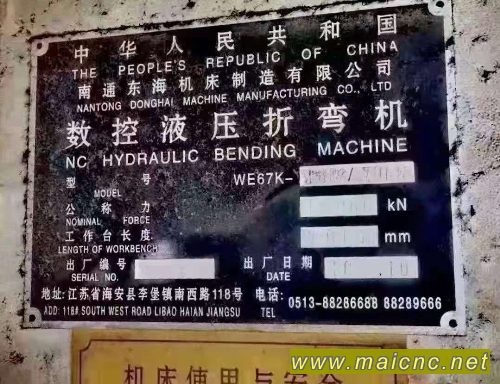 中华人民共和国
THE PEOPLE'S REPUBLIC OF CHINA
南通东海机床制造有限公司
NANTONG DONGHAI MACHINE MANUFACTURING CO., LTD
数控液压折弯机
NC HYDRAULIC BENDING MACHINE
型号 WE67K-
MODEL
公称力 kN
NOMINAL FORCE
工作台长度 mm
LENGTH OF WORKBENCH
出厂编号 出厂日期
SERIAL NO. DATE
地址: 江苏省海安县李堡镇南西路118号 电话: 0513-88286688 88289666
ADD: 118# SOUTH WEST ROAD LIBAO HAIAN JIANGSU TEL
机床使用与安全
www.maicnc.net